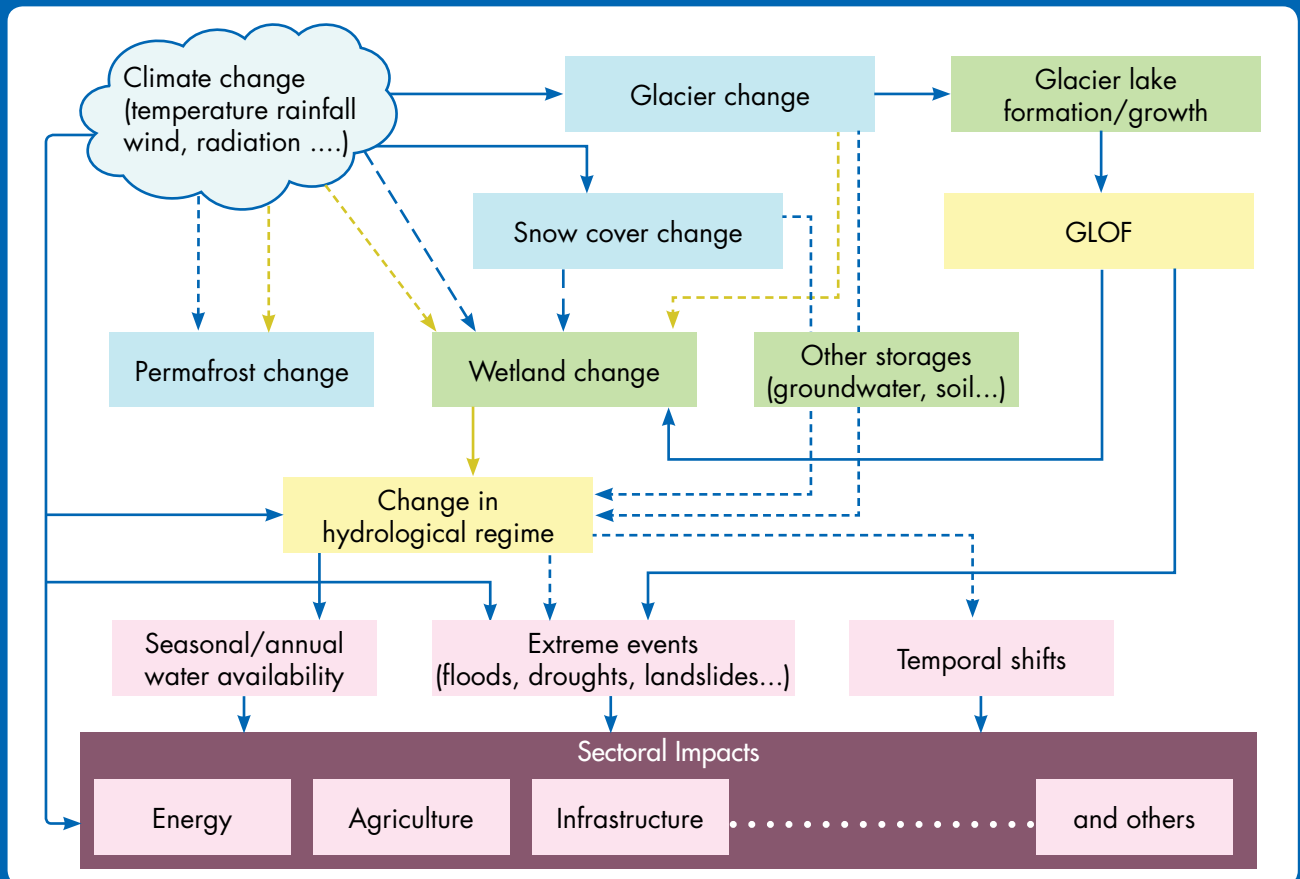 Climate change
(temperature rainfall
wind, radiation ....)
Glacier change
Glacier lake
formation/growth
Snow cover change
GLOF
Permafrost change
Wetland change
Other storages
(groundwater, soil...)
Change in
hydrological regime
Seasonal/annual
water availability
Extreme events
(floods, droughts, landslides...)
Temporal shifts
Sectoral Impacts
Energy
Agriculture
Infrastructure
and others